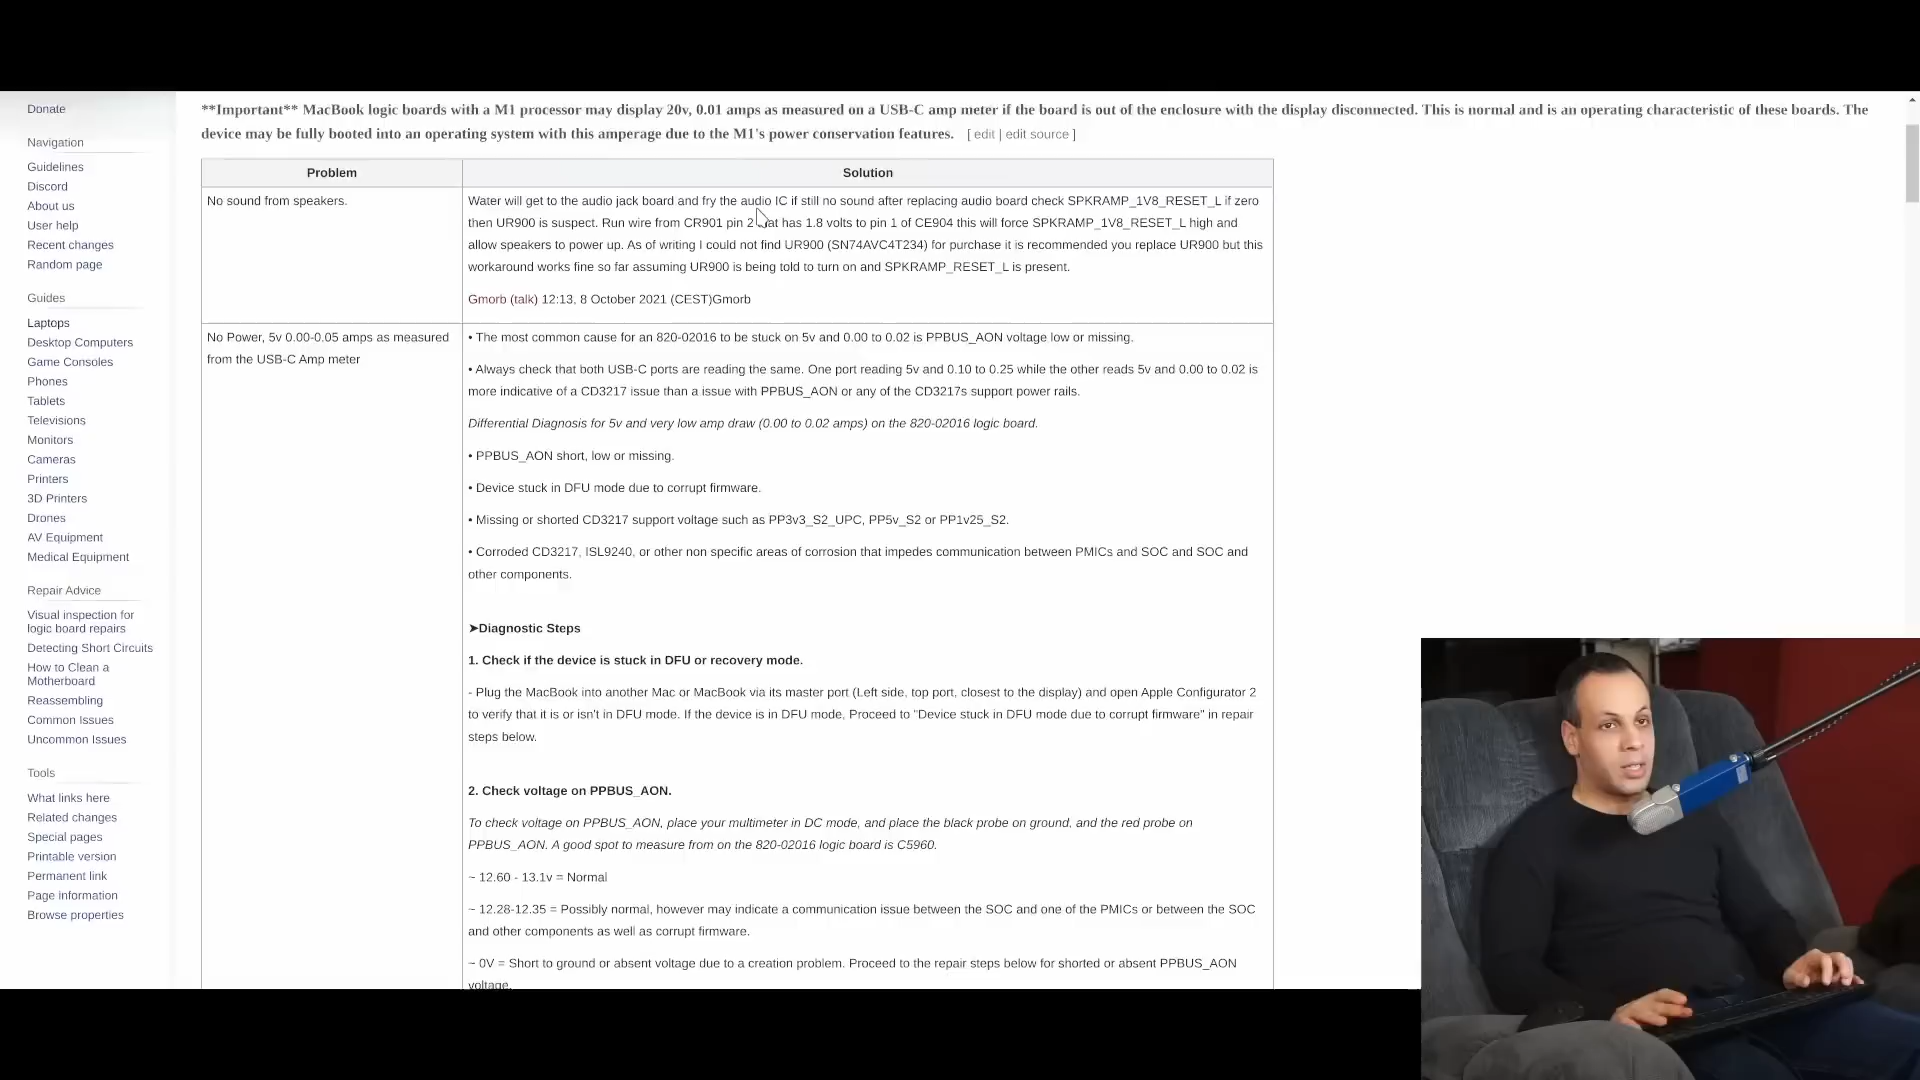 Donate
Navigation
Guidelines
Discord
About us
User help
Recent changes
Random page
Guides
Laptops
Desktop Computers
Game Consoles
Phones
Tablets
Televisions
Monitors
Cameras
Printers
3D Printers
Drones
AV Equipment
Medical Equipment
Repair Advice
Visual inspection for
logic board repairs
Detecting Short Circuits
How to Clean a
Motherboard
Reassembling
Common Issues
Uncommon Issues
Tools
What links here
Related changes
Special pages
Printable version
Permanent link
Page information
Browse properties
**Important** MacBook logic boards with a M1 processor may display 20v, 0.01 amps as measured on a USB-C amp meter if the board is out of the enclosure with the display disconnected. This is normal and is an operating characteristic of these boards. The
device may be fully booted into an operating system with this amperage due to the M1's power conservation features. [ edit | edit source ]
Problem
Solution
No sound from speakers.
Water will get to the audio jack board and fry the audio IC if still no sound after replacing audio board check SPKRAMP_1V8_RESET_L if zero
then UR900 is suspect. Run wire from CR901 pin 2 that has 1.8 volts to pin 1 of CE904 this will force SPKRAMP_1V8_RESET_L high and
allow speakers to power up. As of writing I could not find UR900 (SN74AVC4T234) for purchase it is recommended you replace UR900 but this
workaround works fine so far assuming UR900 is being told to turn on and SPKRAMP_RESET_L is present.
Gmorb (talk) 12:13, 8 October 2021 (CEST)Gmorb
No Power, 5v 0.00-0.05 amps as measured
from the USB-C Amp meter
• The most common cause for an 820-02016 to be stuck on 5v and 0.00 to 0.02 is PPBUS_AON voltage low or missing.
• Always check that both USB-C ports are reading the same. One port reading 5v and 0.10 to 0.25 while the other reads 5v and 0.00 to 0.02 is
more indicative of a CD3217 issue than a issue with PPBUS_AON or any of the CD3217s support power rails.
Differential Diagnosis for 5v and very low amp draw (0.00 to 0.02 amps) on the 820-02016 logic board.
• PPBUS_AON short, low or missing.
• Device stuck in DFU mode due to corrupt firmware.
• Missing or shorted CD3217 support voltage such as PP3v3_S2_UPC, PP5v_S2 or PP1v25_S2.
• Corroded CD3217, ISL9240, or other non specific areas of corrosion that impedes communication between PMICs and SOC and SOC and
other components.
➤Diagnostic Steps
1. Check if the device is stuck in DFU or recovery mode.
- Plug the MacBook into another Mac or MacBook via its master port (Left side, top port, closest to the display) and open Apple Configurator 2
to verify that it is or isn't in DFU mode. If the device is in DFU mode, Proceed to "Device stuck in DFU mode due to corrupt firmware" in repair
steps below.
2. Check voltage on PPBUS_AON.
To check voltage on PPBUS_AON, place your multimeter in DC mode, and place the black probe on ground, and the red probe on
PPBUS_AON. A good spot to measure from on the 820-02016 logic board is C5960.
~ 12.60 - 13.1v = Normal
~ 12.28-12.35 = Possibly normal, however may indicate a communication issue between the SOC and one of the PMICs or between the SOC
and other components as well as corrupt firmware.
~ 0V = Short to ground or absent voltage due to a creation problem. Proceed to the repair steps below for shorted or absent PPBUS_AON
voltage.